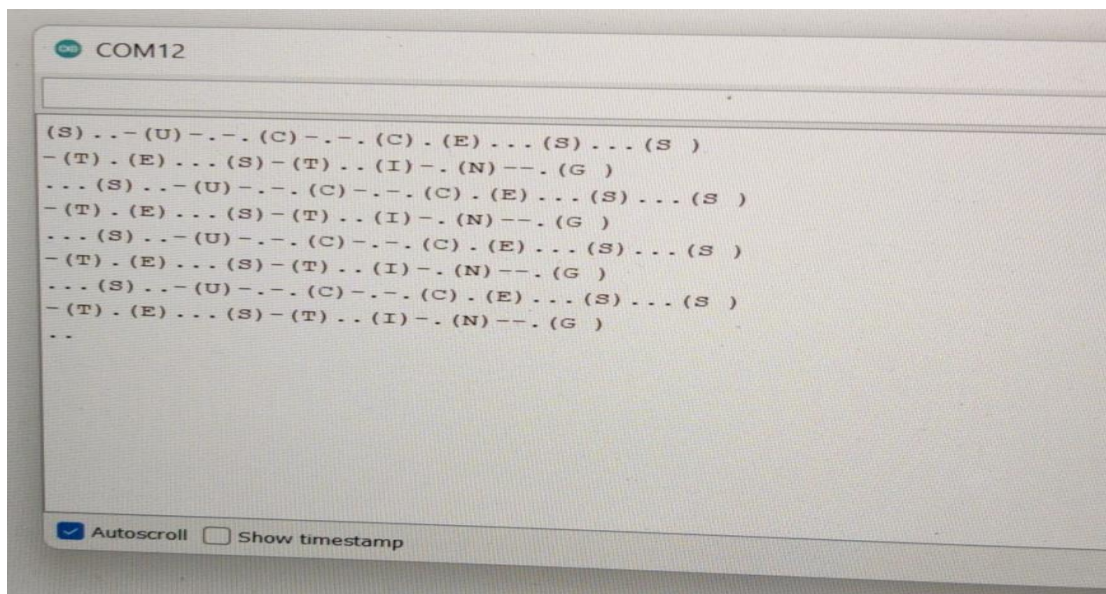 COM12
(S)..-(U)-.-.(C)-.-.(C).(E)...(S)...(S )
-(T).(E)...(S)-(T)..(I)-.(N)--.(G )
...(S)..-(U)-.-.(C)-.-.(C).(E)...(S)...(S )
-(T).(E)...(S)-(T)..(I)-.(N)--.(G )
...(S)..-(U)-.-.(C)-.-.(C).(E)...(S)...(S )
-(T).(E)...(S)-(T)..(I)-.(N)--.(G )
...(S)..-(U)-.-.(C)-.-.(C).(E)...(S)...(S )
-(T).(E)...(S)-(T)..(I)-.(N)--.(G )
..
Autoscroll Show timestamp